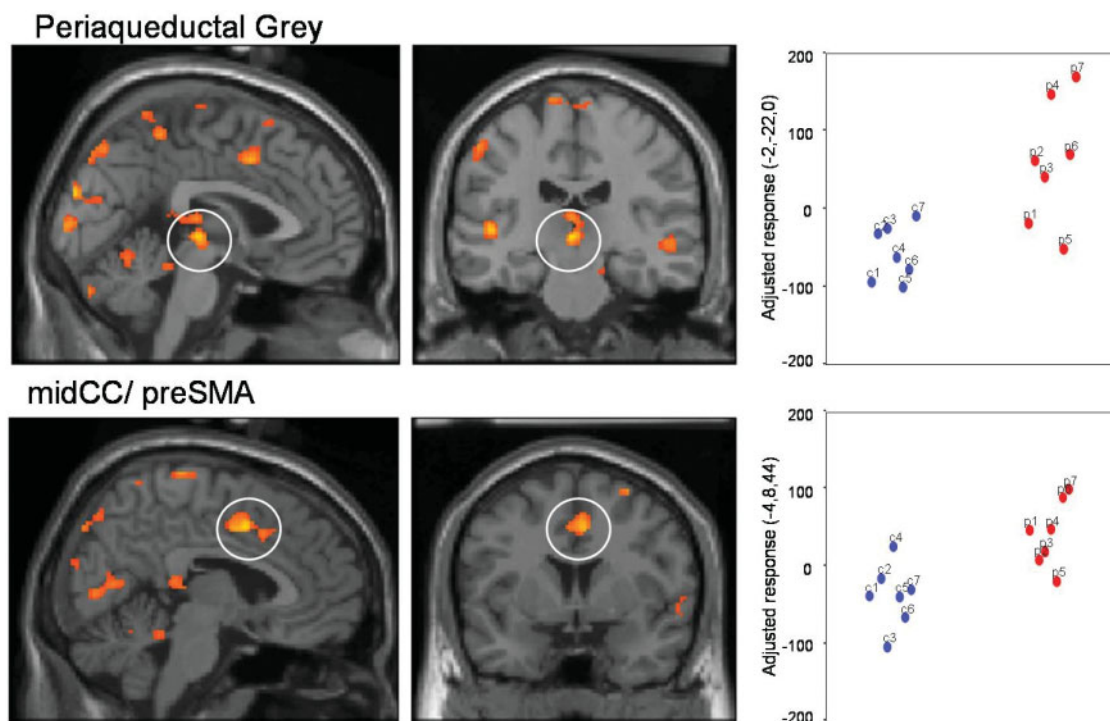 Periaqueductal Grey
Adjusted response (-2,-22,0)
200
100
0
-100
-200
c1
c3
c4
c5
c6
c7
p1
p2
p3
p4
p5
p6
p7
midCC/ preSMA
Adjusted response (-4,8,44)
200
100
0
-100
-200
c1
c2
c3
c4
c5
c6
c7
p1
p3
p4
p5
p7